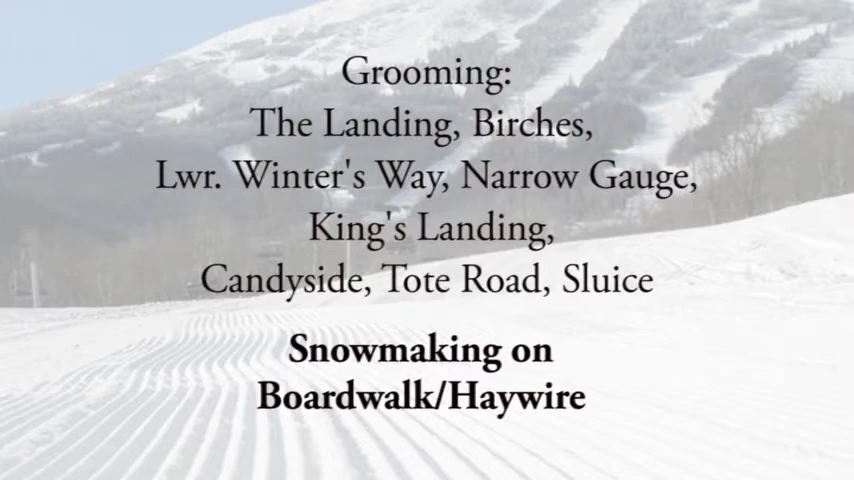 Grooming:
The Landing, Birches,
Lwr. Winter's Way, Narrow Gauge,
King's Landing,
Candyside, Tote Road, Sluice
Snowmaking on
Boardwalk/Haywire